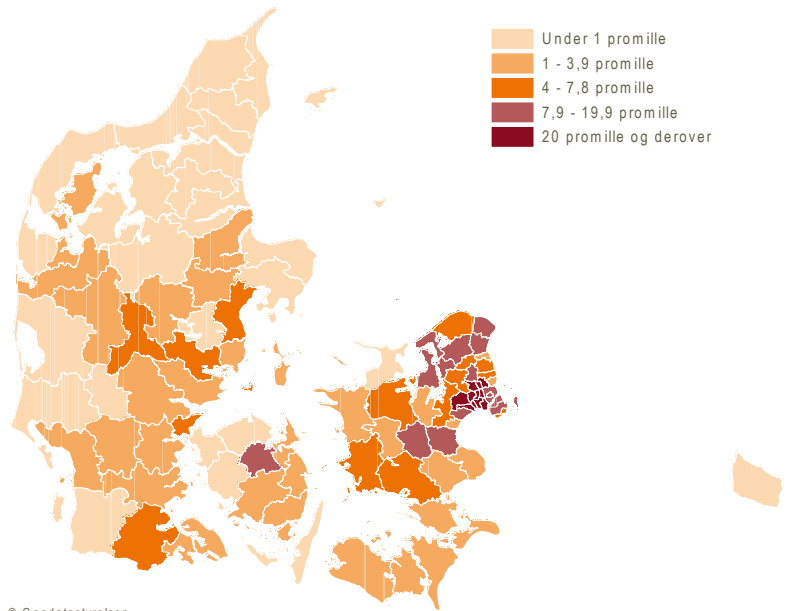 Under 1 promille
1 - 3,9 promille
4 - 7,8 promille
7,9 - 19,9 promille
20 promille og derover